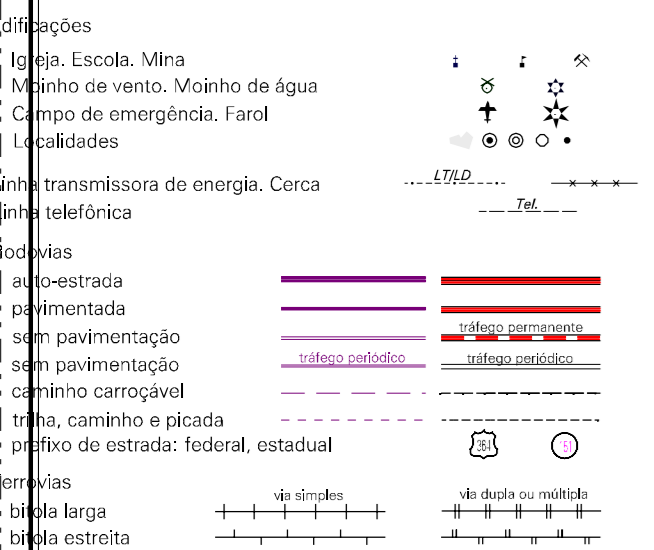 dificações
Igreja. Escola. Mina
Moinho de vento. Moinho de água
Campo de emergência. Farol
Localidades
inha transmissora de energia. Cerca LT/LD
inha telefônica Tel.
odovias
auto-estrada
pavimentada
sem pavimentação tráfego permanente
sem pavimentação tráfego periódico tráfego periódico
caminho carroçável
trilha, caminho e picada
prefixo de estrada: federal, estadual 364
errovias
via simples via dupla ou múltipla
bitola larga
bitola estreita